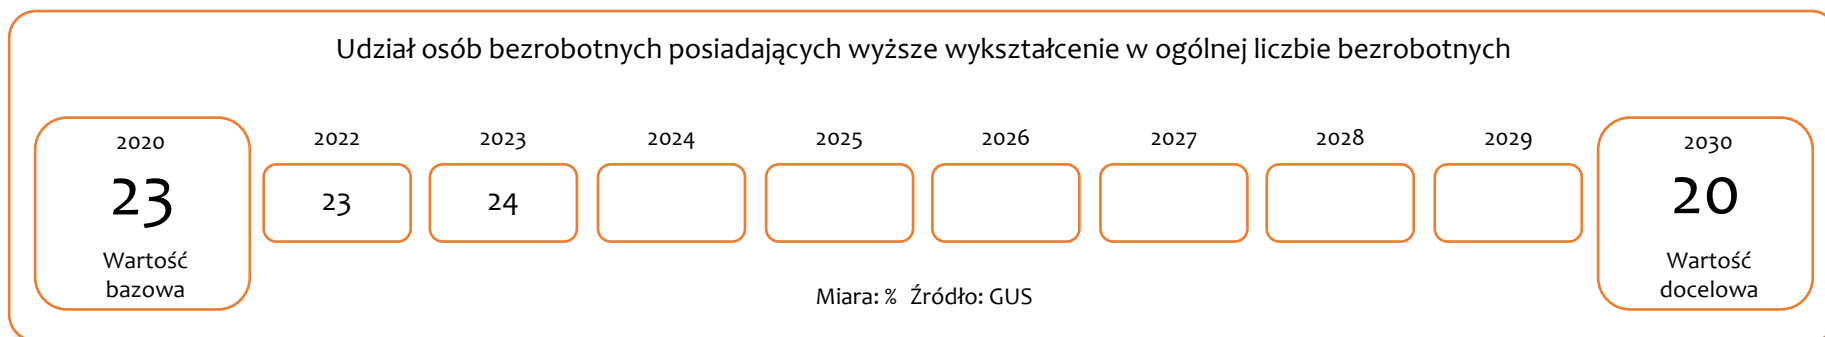 Udział osób bezrobotnych posiadających wyższe wykształcenie w ogólnej liczbie bezrobotnych
2020 2022 2023 2024 2025 2026 2027 2028 2029 2030
23 23 24 20
Wartość bazowa
Wartość docelowa
Miara: % Źródło: GUS